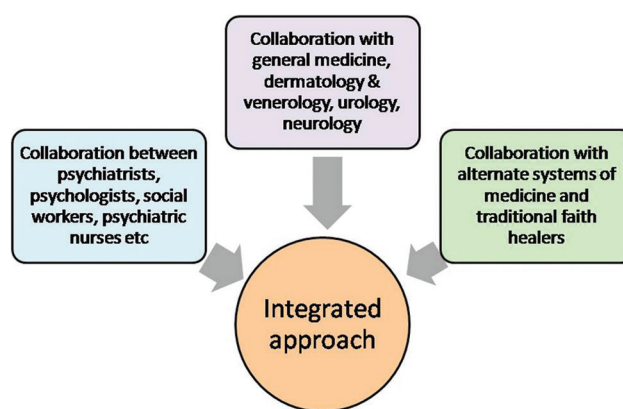 Collaboration with
general medicine,
dermatology &
venerology, urology,
neurology
Collaboration between
psychiatrists,
psychologists, social
workers, psychiatric
nurses etc
Collaboration with
alternate systems of
medicine and
traditional faith
healers
Integrated
approach